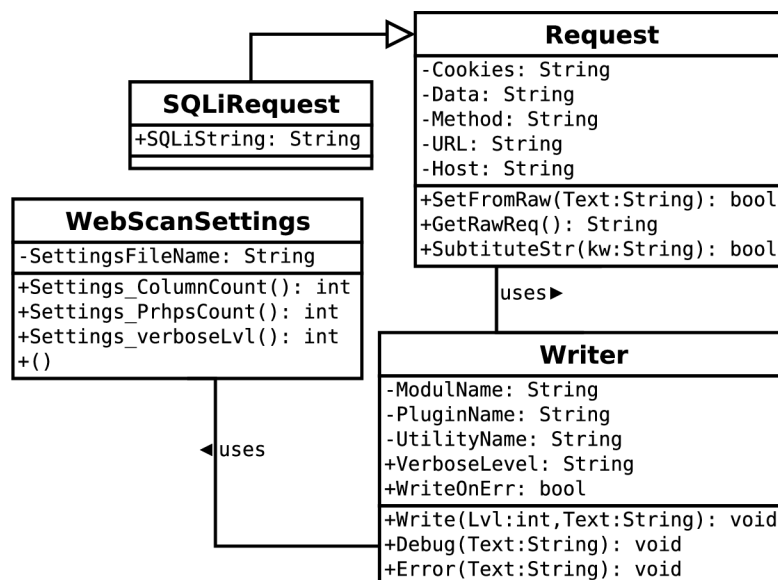 Request
-Cookies: String
-Data: String
-Method: String
-URL: String
-Host: String
+SetFromRaw(Text:String): bool
+GetRawReq(): String
+SubtituteStr(kw:String): bool
SQLiRequest
+SQLiString: String
WebScanSettings
-SettingsFileName: String
+Settings_ColumnCount(): int
+Settings_PrhpsCount(): int
+Settings_verboseLvl(): int
+()
uses►
Writer
-ModulName: String
-PluginName: String
-UtilityName: String
+VerboseLevel: String
+WriteOnErr: bool
+Write(Lvl:int,Text:String): void
+Debug(Text:String): void
+Error(Text:String): void
◄uses